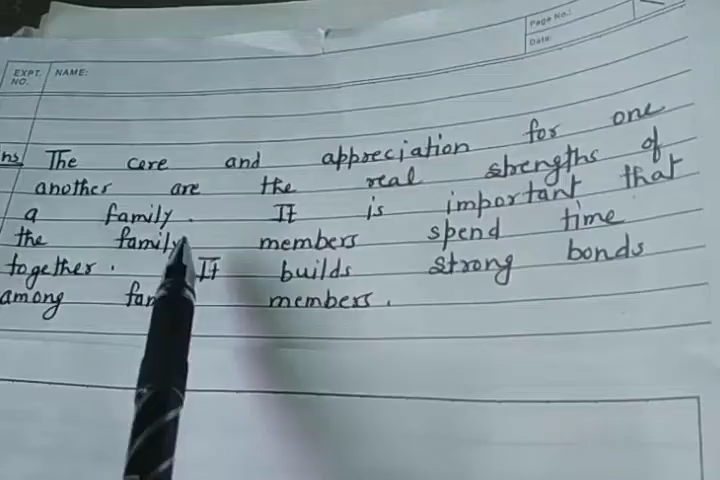 Page No.:
Date:
EXPT. NO. NAME:
ns The care and appreciation for one
another are the real strengths of
a family. It is important that
the family members spend time
together. It builds strong bonds
among members.